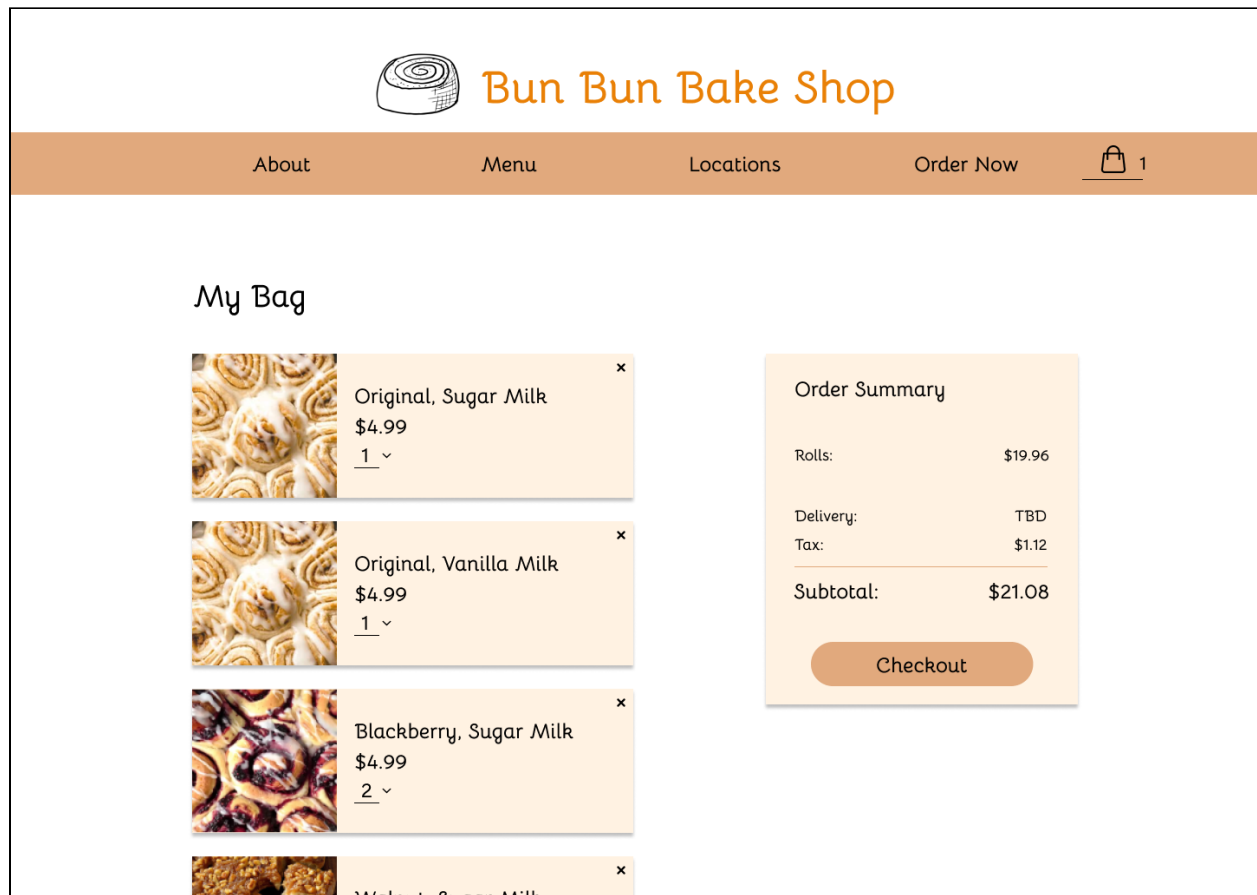 Bun Bun Bake Shop
About Menu Locations Order Now 1
My Bag
×
Original, Sugar Milk
$4.99
1
×
Original, Vanilla Milk
$4.99
1
×
Blackberry, Sugar Milk
$4.99
2
×
Order Summary
Rolls: $19.96
Delivery: TBD
Tax: $1.12
Subtotal: $21.08
Checkout